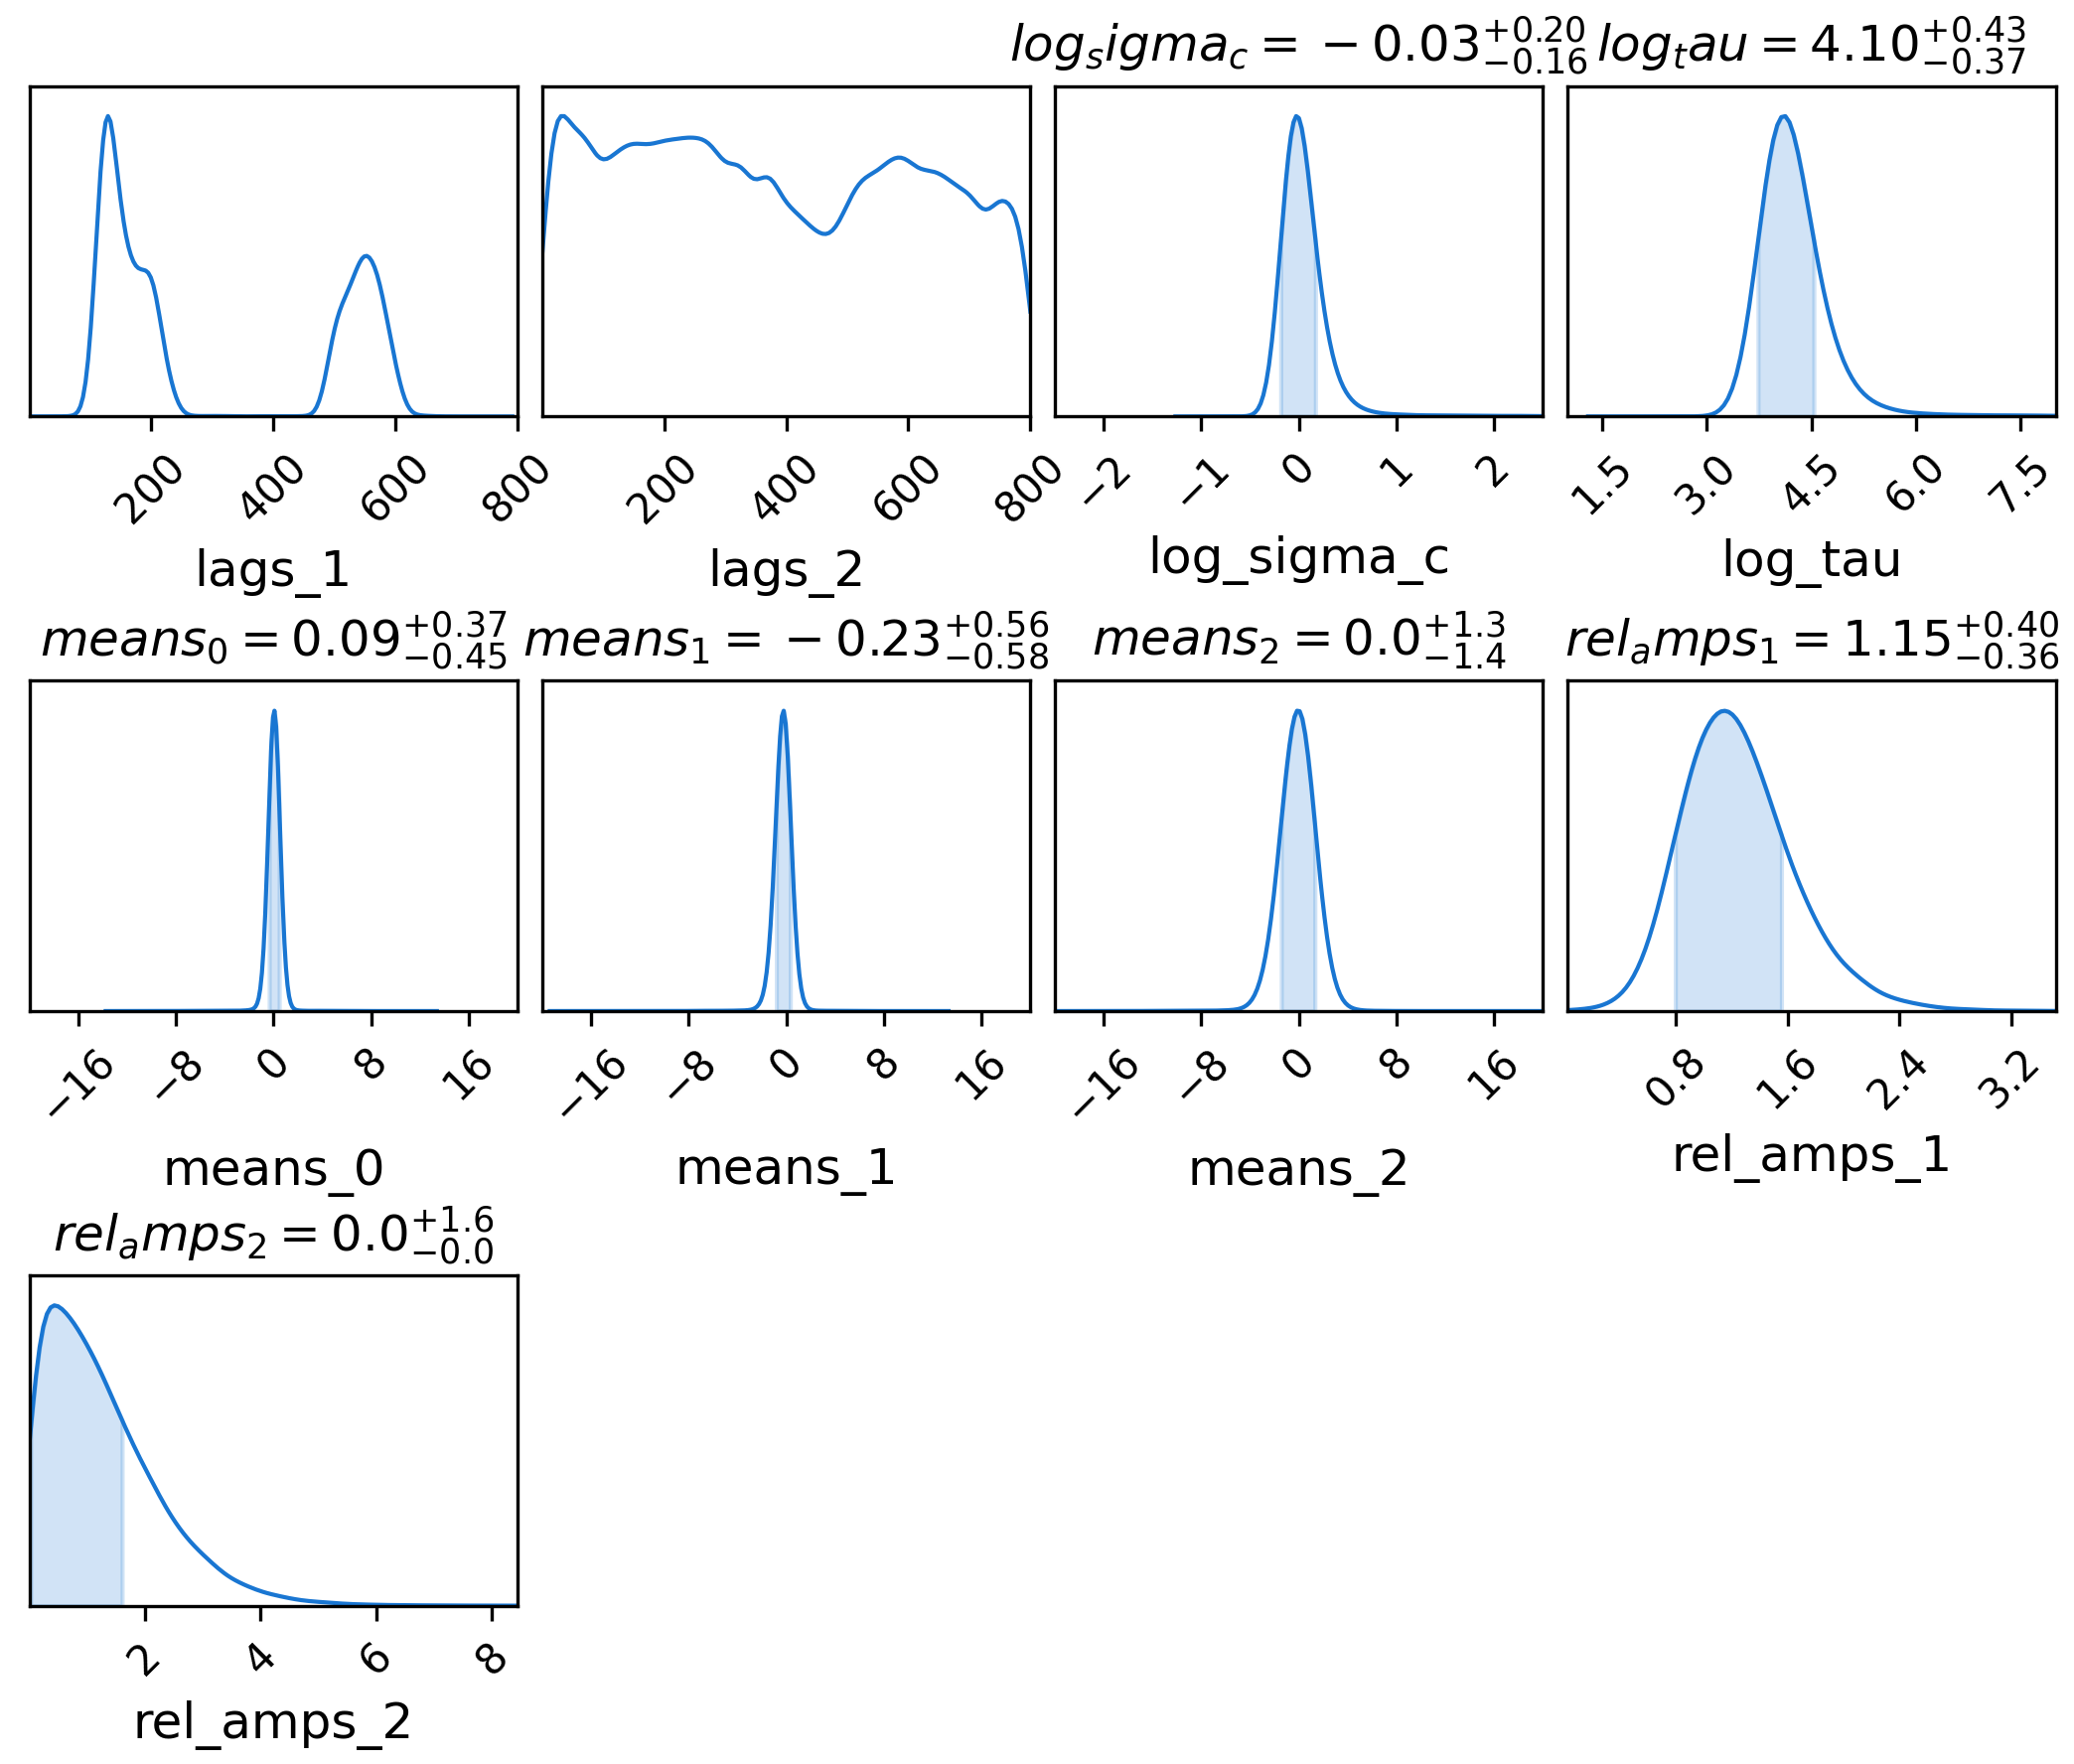 log_sigma_c = −0.03^{+0.20}_{−0.16} log_tau = 4.10^{+0.43}_{−0.37}
200 400 600 800 200 400 600 800 −2 −1 0 1 2 1.5 3.0 4.5 6.0 7.5
lags_1 lags_2 log_sigma_c log_tau
means_0 = 0.09^{+0.37}_{−0.45} means_1 = −0.23^{+0.56}_{−0.58} means_2 = 0.0^{+1.3}_{−1.4} rel_amps_1 = 1.15^{+0.40}_{−0.36}
−16 −8 0 8 16 −16 −8 0 8 16 −16 −8 0 8 16 0.8 1.6 2.4 3.2
means_0 means_1 means_2 rel_amps_1
rel_amps_2 = 0.0^{+1.6}_{−0.0}
2 4 6 8
rel_amps_2